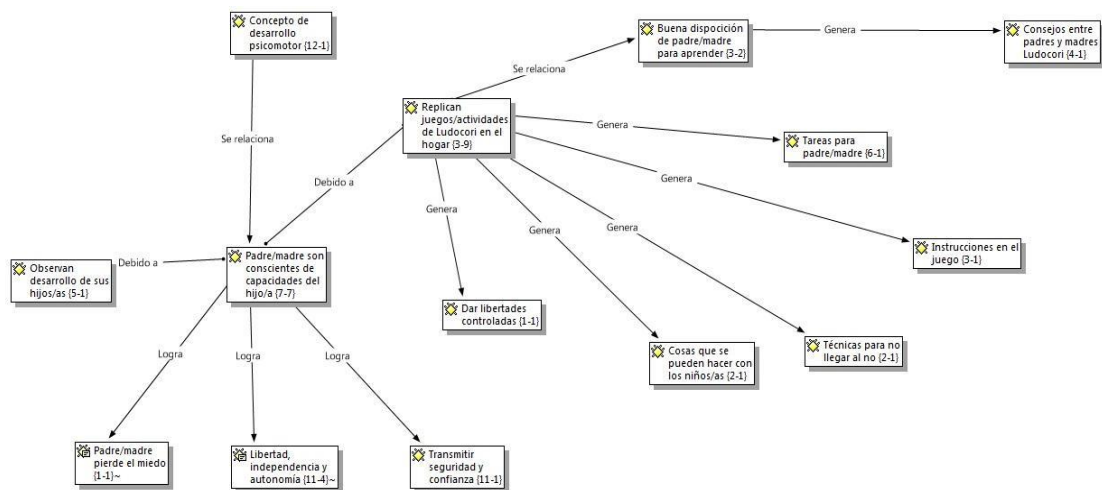 Concepto de
desarrollo
psicomotor {12-1}
Buena disposición
de padre/madre
para aprender {3-2}
Genera
Consejos entre
padres y madres
Ludocori {4-1}
Se relaciona
Replican
juegos/actividades
de Ludocori en el
hogar {3-9}
Genera
Tareas para
padre/madre {6-1}
Se relaciona
Debido a
Genera
Genera
Genera
Genera
Instrucciones en el
juego {3-1}
Observan
desarrollo de sus
hijos/as {5-1}
Debido a
Padre/madre son
conscientes de
capacidades del
hijo/a {7-7}
Dar libertades
controladas {1-1}
Cosas que se
pueden hacer con
los niños/as {2-1}
Técnicas para no
llegar al no {2-1}
Logra
Logra
Logra
Padre/madre
pierde el miedo
{1-1}~
Libertad,
independencia y
autonomía {11-4}~
Transmitir
seguridad y
confianza {11-1}